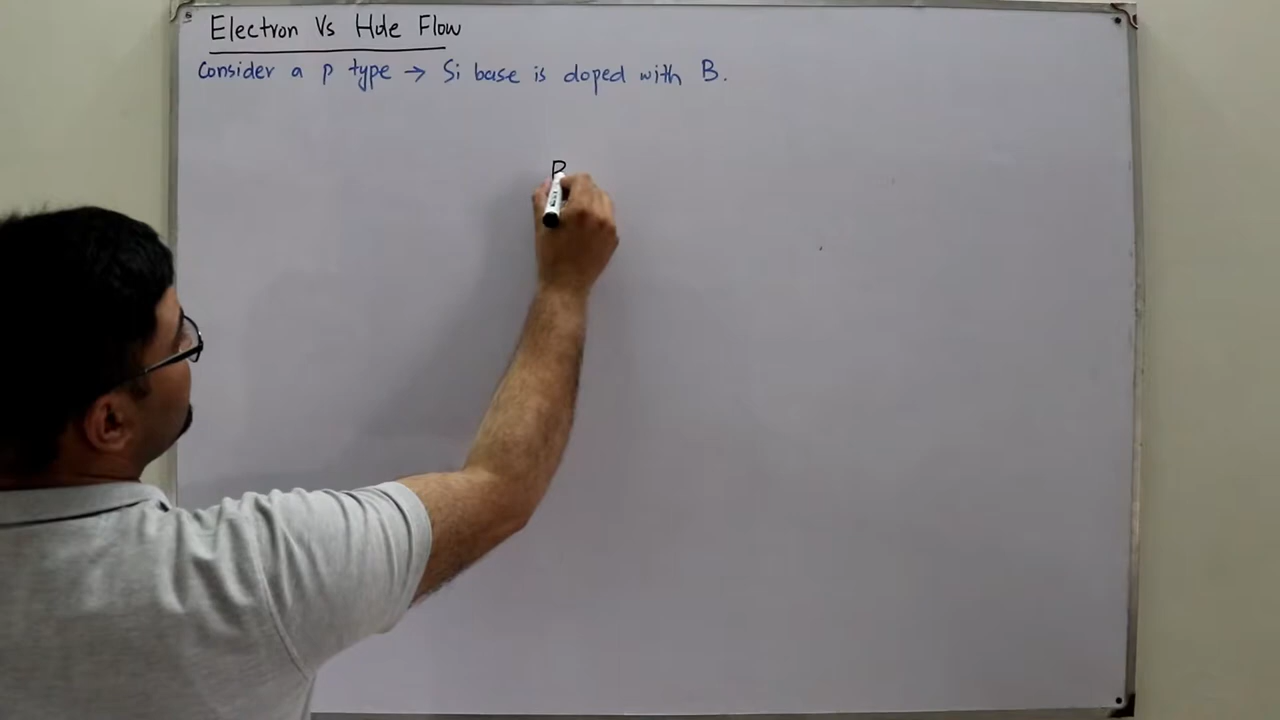 Electron Vs Hole Flow
Consider a p type → Si base is doped with B.
B